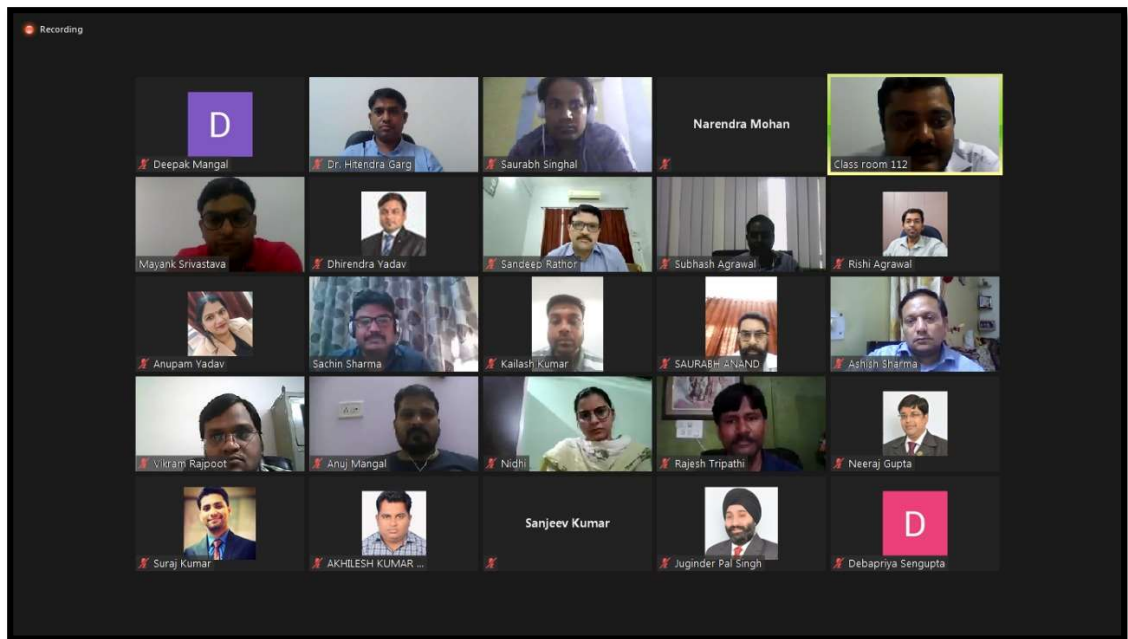 Recording
D
Deepak Mangal
Dr. Hitendra Garg
Saurabh Singhal
Narendra Mohan
Class room 112
Mayank Srivastava
Dhirendra Yadav
Sandeep Rathor
Subhash Agrawal
Rishi Agrawal
Anupam Yadav
Sachin Sharma
Kailash Kumar
SAURABH ANAND
Ashish Sharma
Vikram Rajpoot
Anuj Mangal
Nidhi
Rajesh Tripathi
Neeraj Gupta
Suraj Kumar
AKHILESH KUMAR ...
Sanjeev Kumar
Juginder Pal Singh
D
Debapriya Sengupta